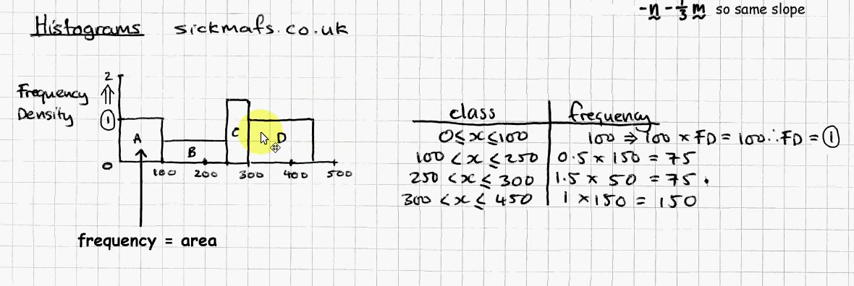 -n - 1/3 m so same slope
Histograms sickmafs.co.uk
Frequency
Density
2
1
0
A
B
C
D
100 200 300 400 500
frequency = area
class frequency
0≤x≤100 100 ⇒ 100 × FD = 100 ∴ FD = 1
100 < x ≤ 250 0.5 × 150 = 75
250 < x ≤ 300 1.5 × 50 = 75
300 < x ≤ 450 1 × 150 = 150